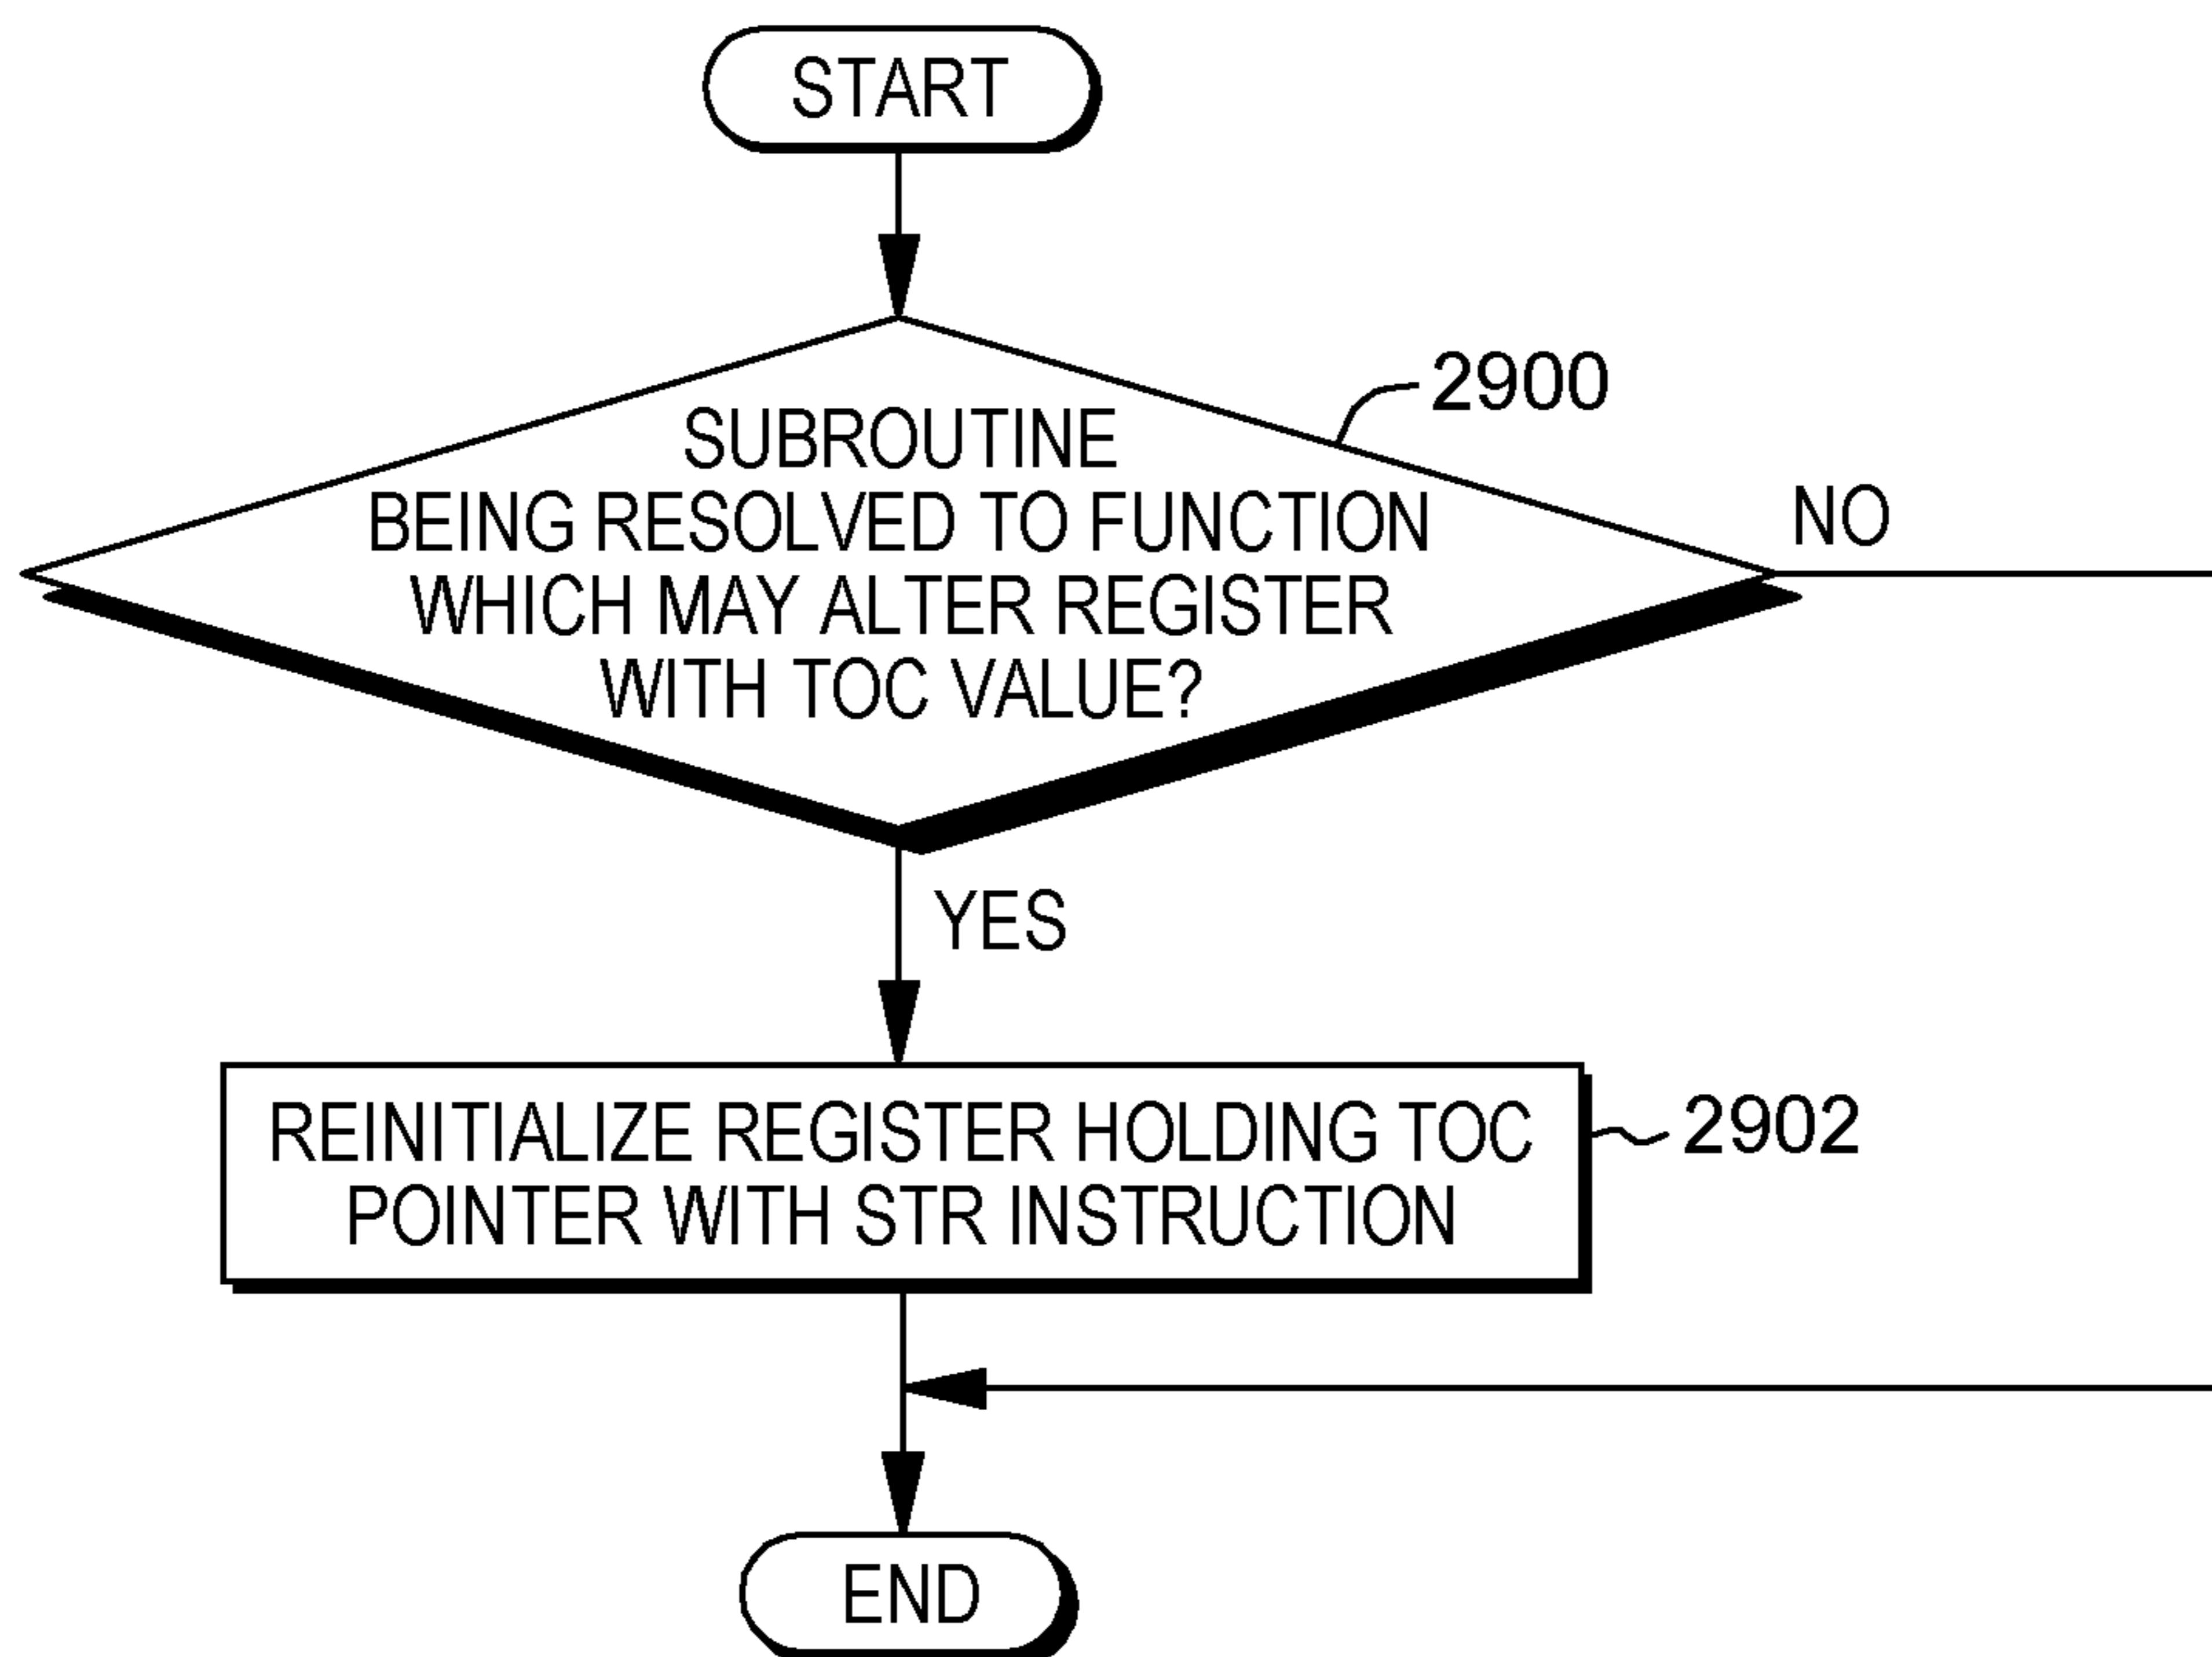 START
2900
SUBROUTINE
BEING RESOLVED TO FUNCTION
WHICH MAY ALTER REGISTER
WITH TOC VALUE?
NO
YES
REINITIALIZE REGISTER HOLDING TOC
POINTER WITH STR INSTRUCTION
2902
END